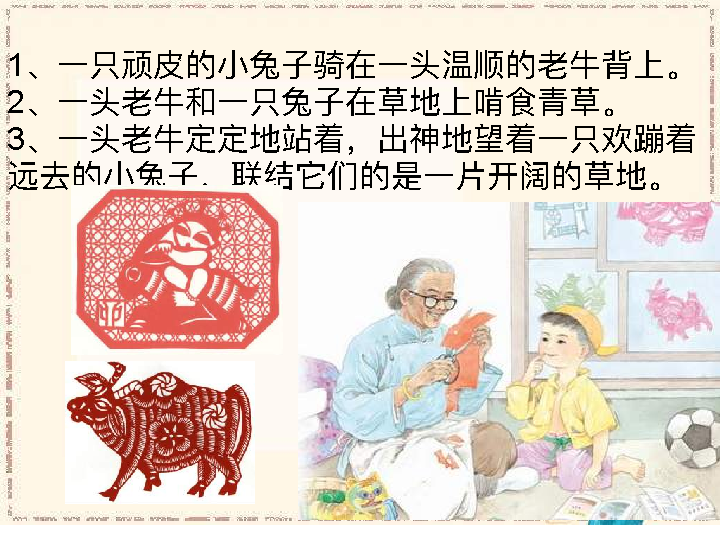 1、一只顽皮的小兔子骑在一头温顺的老牛背上。
2、一头老牛和一只兔子在草地上啃食青草。
3、一头老牛定定地站着，出神地望着一只欢蹦着
远去的小兔子，联结它们的是一片开阔的草地。